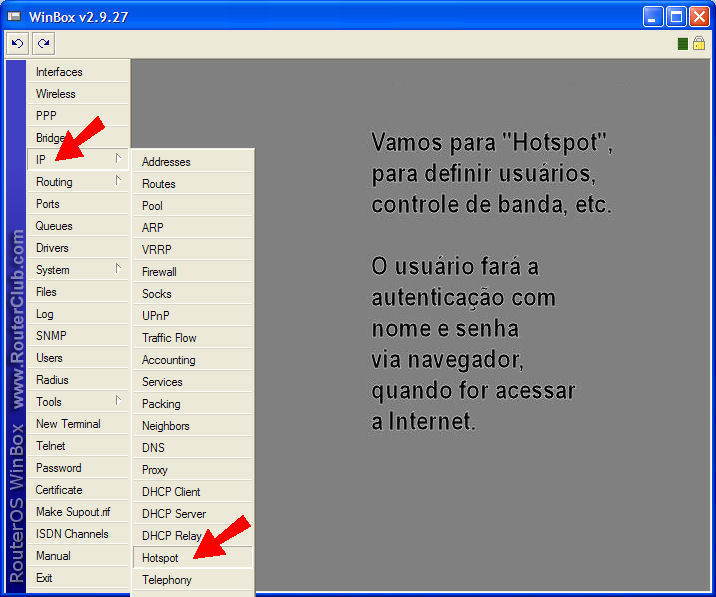 WinBox v2.9.27
Interfaces
Wireless
PPP
Bridge
IP
Routing
Ports
Queues
Drivers
System
Files
Log
SNMP
Users
Radius
Tools
New Terminal
Telnet
Password
Certificate
Make Supout.rif
ISDN Channels
Manual
Exit
RouterOS WinBox www.RouterClub.com
Addresses
Routes
Pool
ARP
VRRP
Firewall
Socks
UPnP
Traffic Flow
Accounting
Services
Packing
Neighbors
DNS
Proxy
DHCP Client
DHCP Server
DHCP Relay
Hotspot
Telephony
Vamos para "Hotspot",
para definir usuários,
controle de banda, etc.
O usuário fará a
autenticação com
nome e senha
via navegador,
quando for acessar
a Internet.